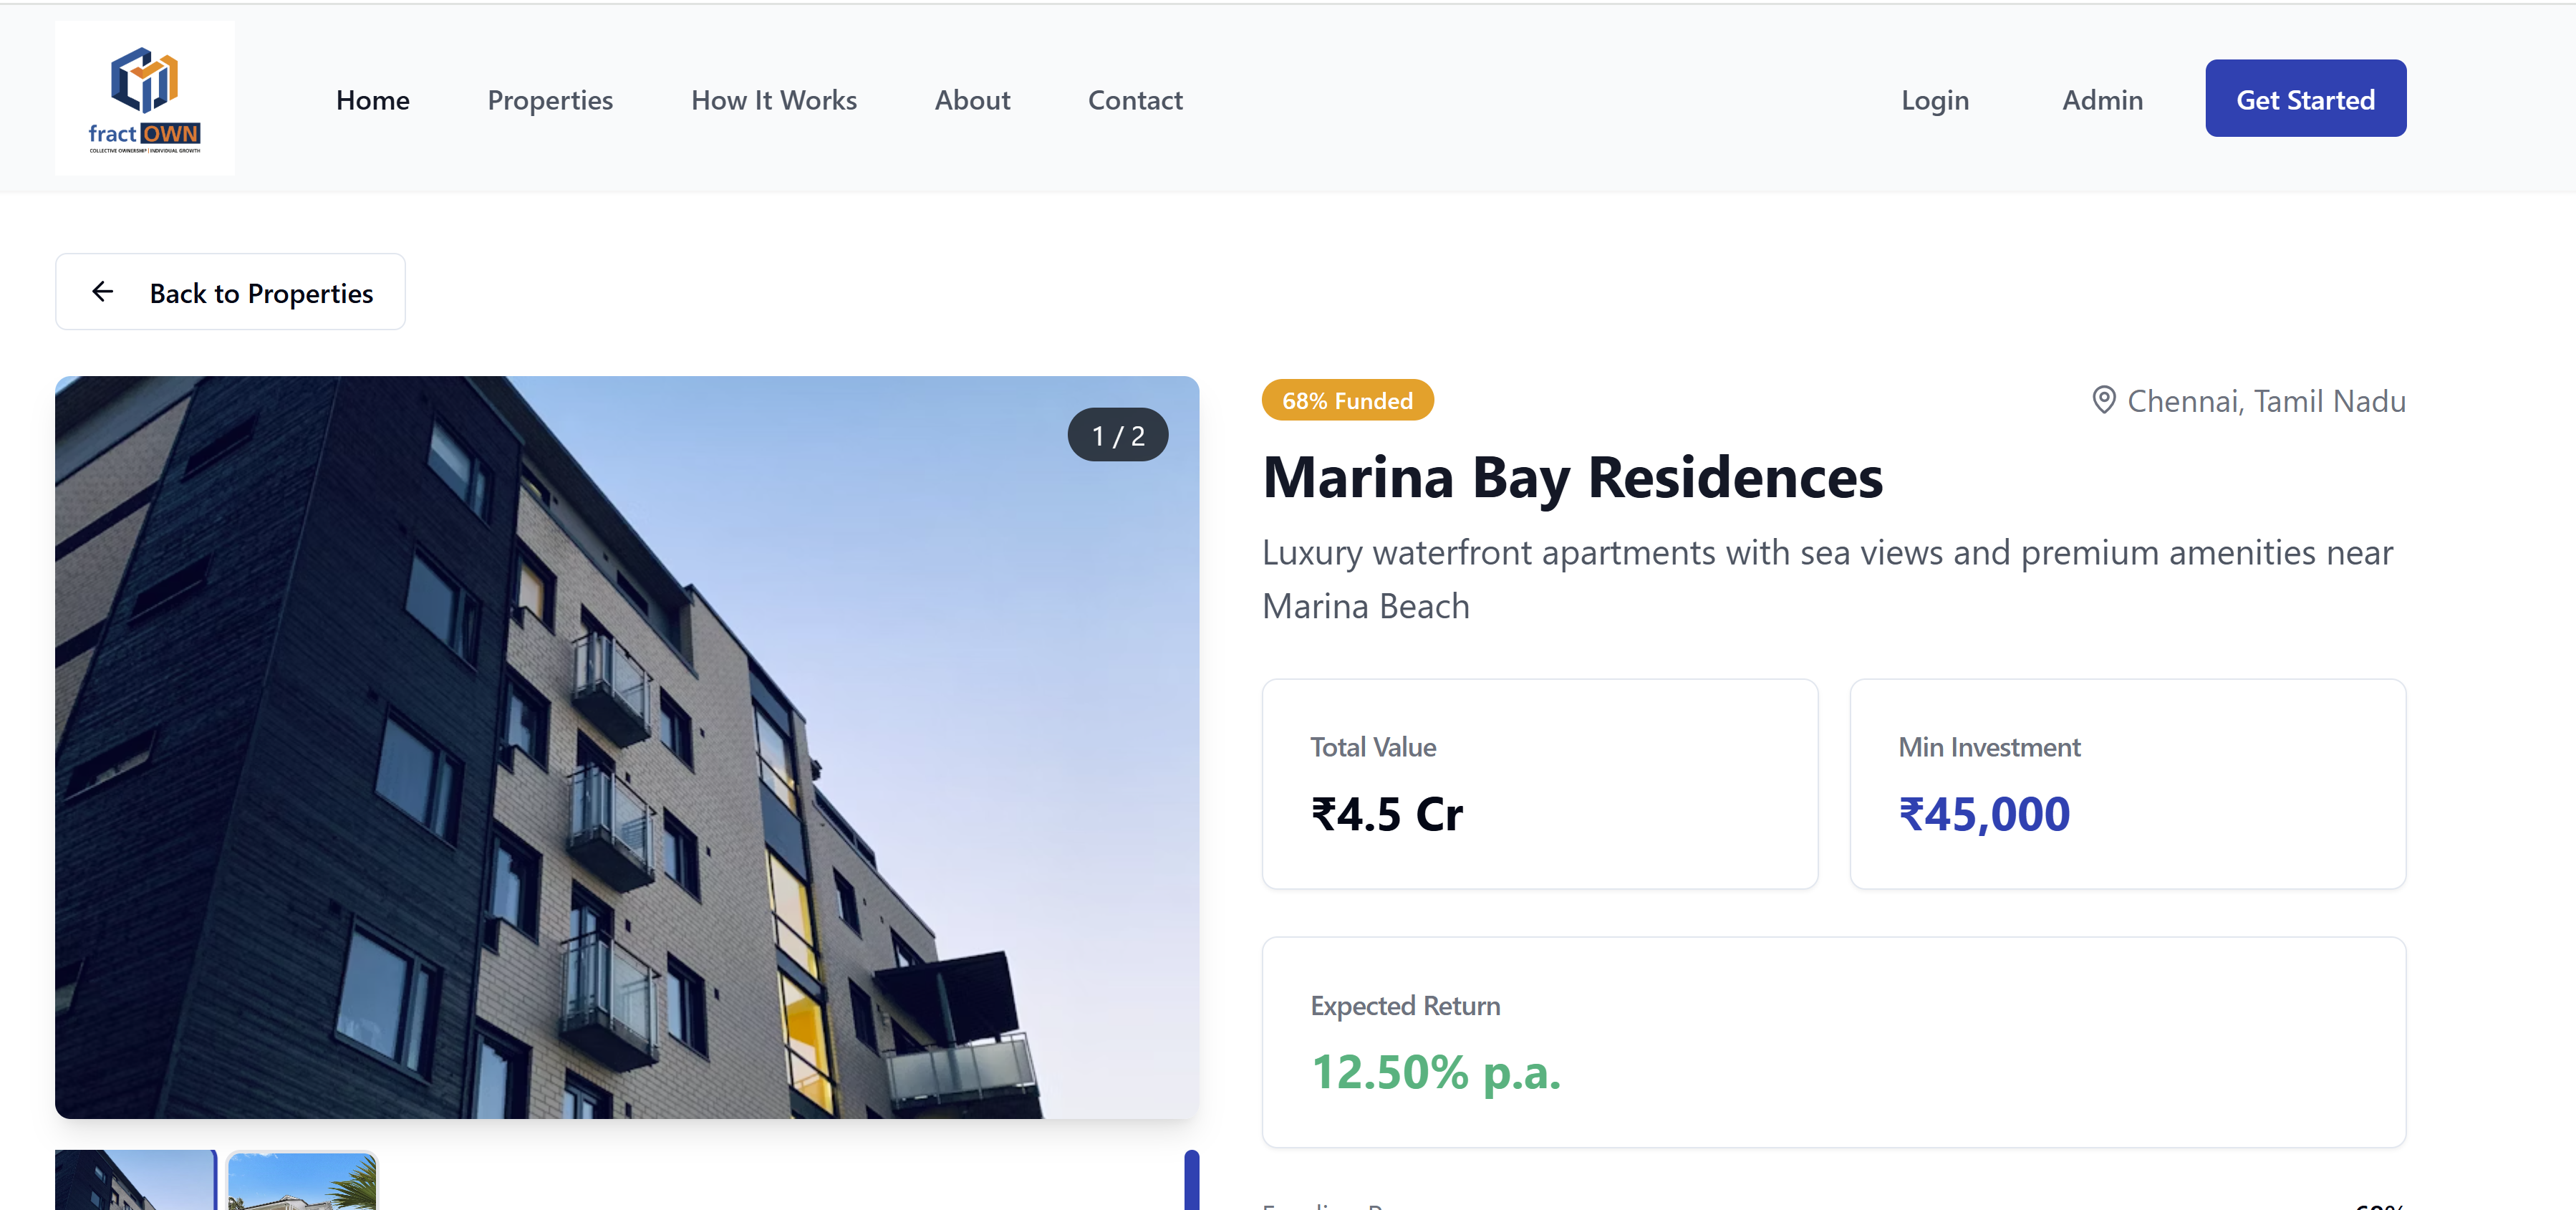 fract OWN
COLLECTIVE OWNERSHIP | INDIVIDUAL GROWTH
Home
Properties
How It Works
About
Contact
Login
Admin
Get Started
Back to Properties
1 / 2
68% Funded
Chennai, Tamil Nadu
Marina Bay Residences
Luxury waterfront apartments with sea views and premium amenities near
Marina Beach
Total Value
₹4.5 Cr
Min Investment
₹45,000
Expected Return
12.50% p.a.